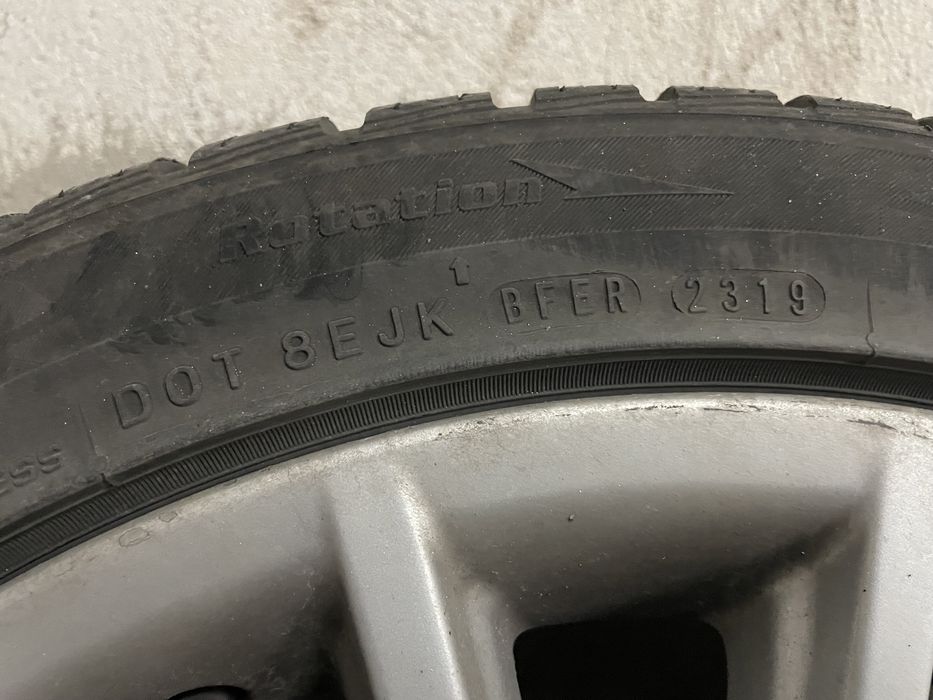 Rotation
DOT 8EJK BFER 2319